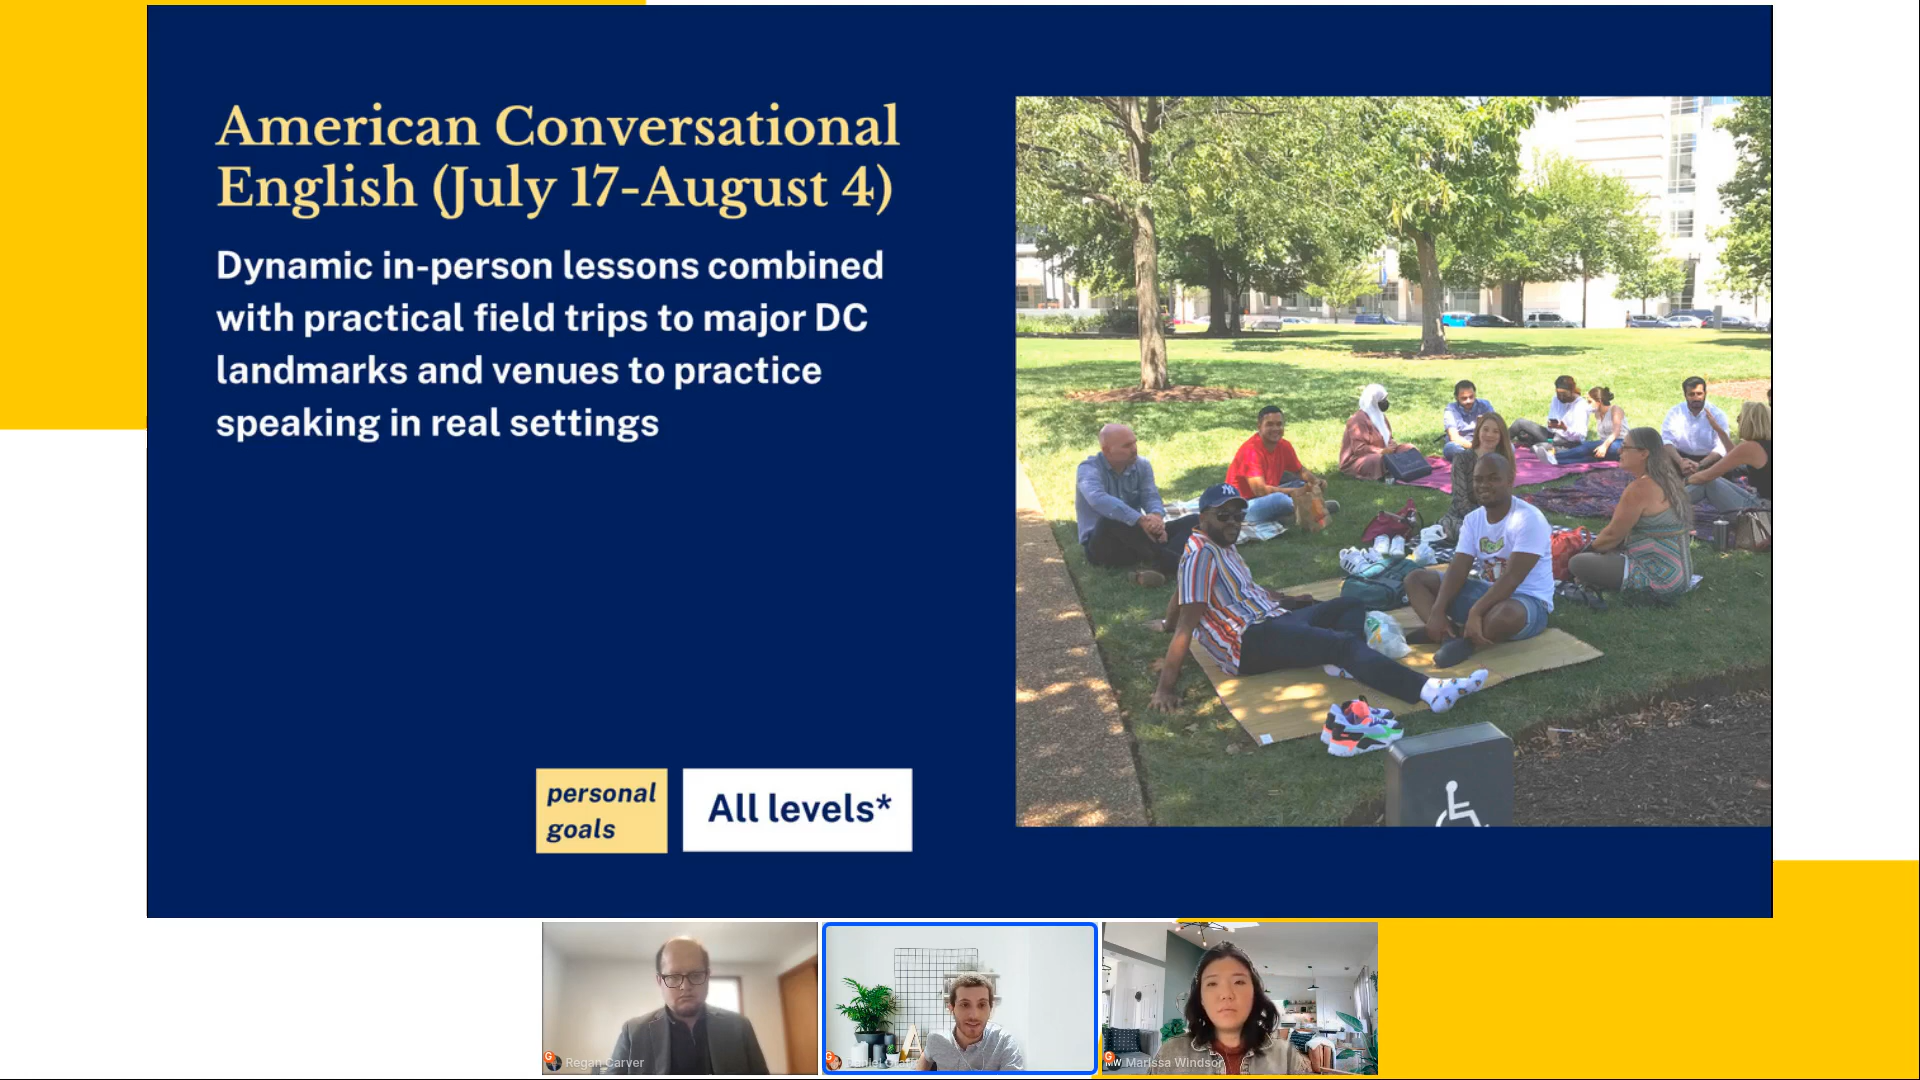 American Conversational
English (July 17-August 4)
Dynamic in-person lessons combined
with practical field trips to major DC
landmarks and venues to practice
speaking in real settings
personal
goals
All levels*
Regan Carver
MW Marissa Windsor